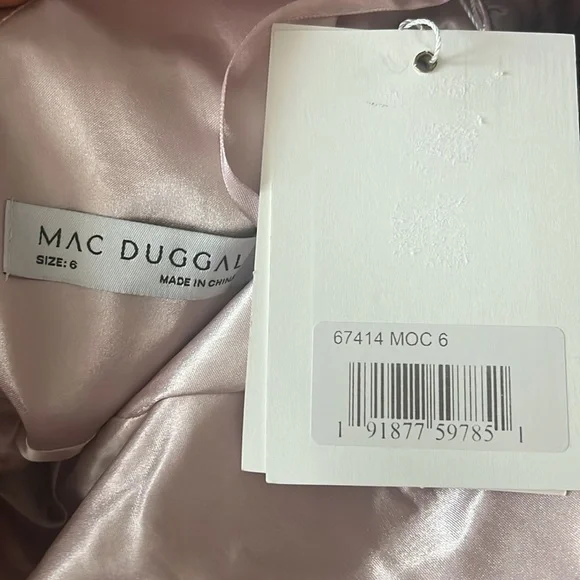 MAC DUGGAL
SIZE: 6
MADE IN CHINA
67414 MOC 6
1 91877 59785 1